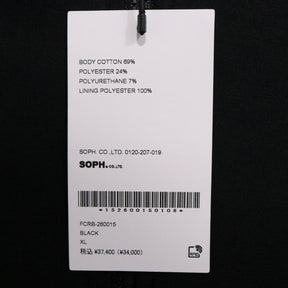 BODY COTTON 69%
POLYESTER 24%
POLYURETHANE 7%
LINING POLYESTER 100%
SOPH. CO.,LTD. 0120-207-019
SOPH.CO.,LTD.
*152600150108*
FCRB-260015
BLACK
XL
税込 ¥37,400 (¥34,000)